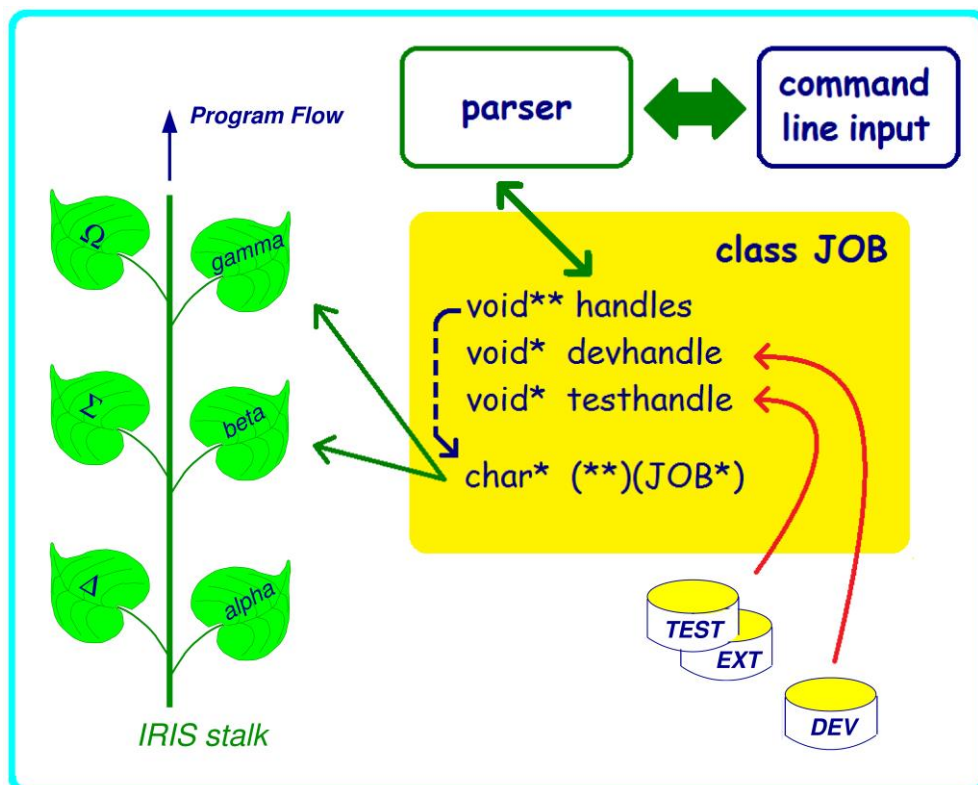 Program Flow
parser
command
line input
Ω
gamma
class JOB
void** handles
void* devhandle
void* testhandle
Σ
beta
char* (**)(JOB*)
Δ
alpha
TEST
EXT
DEV
IRIS stalk